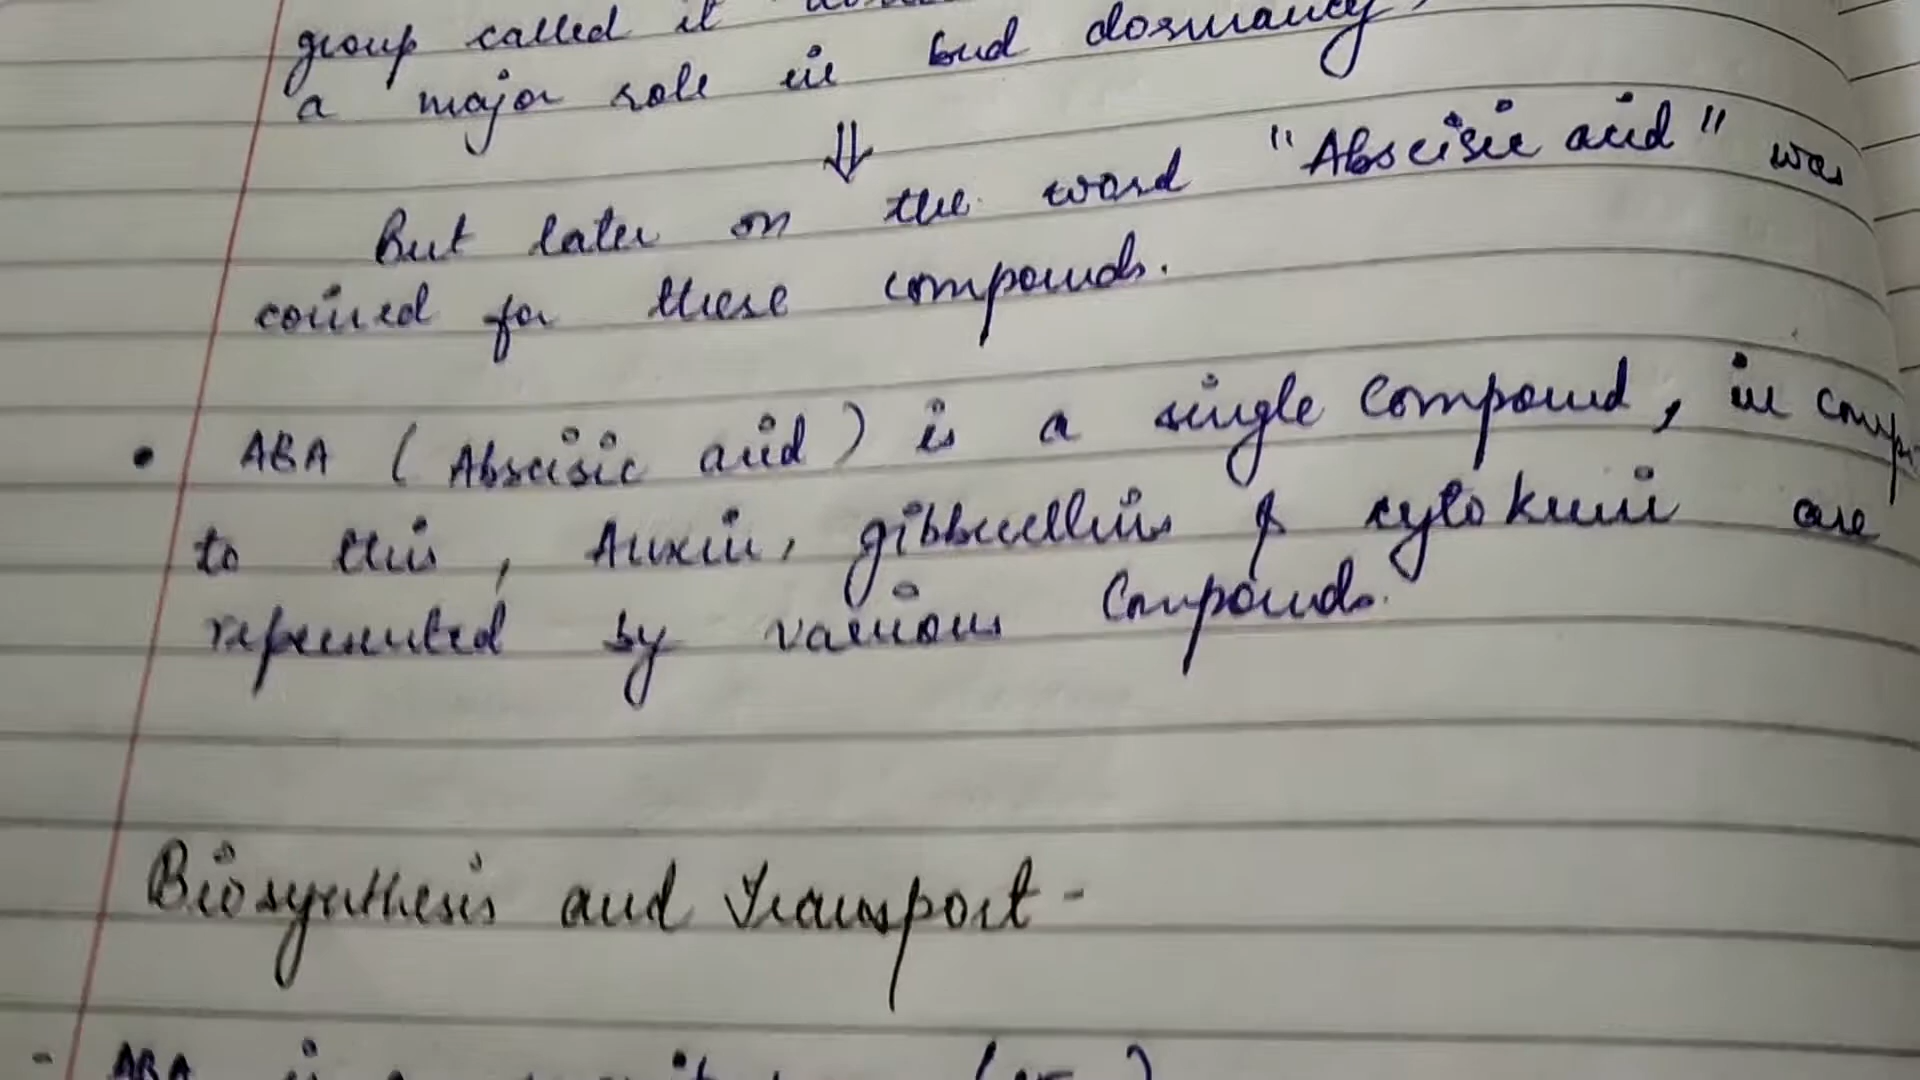 group called it
a major role in bud dormancy
⇓
But later on the word "Abscisic acid" was
coined for these compounds.
• ABA (Abscisic acid) is a single compound, in comp
to this, Auxin, gibberellins & cytokinin are
represented by various compounds.
Biosynthesis and Transport -
- ABA is a